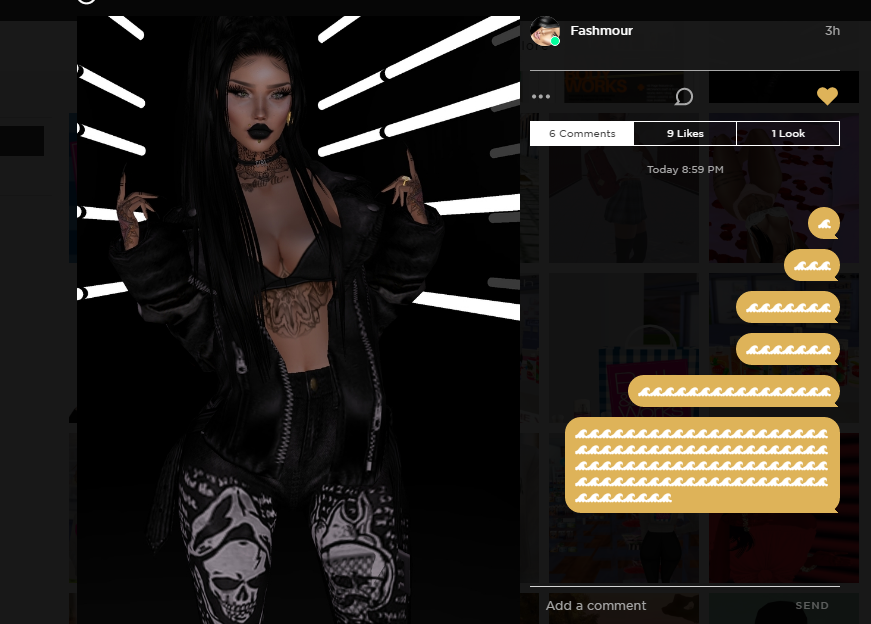 Fashmour
3h
6 Comments
9 Likes
1 Look
Today 8:59 PM
Add a comment
SEND